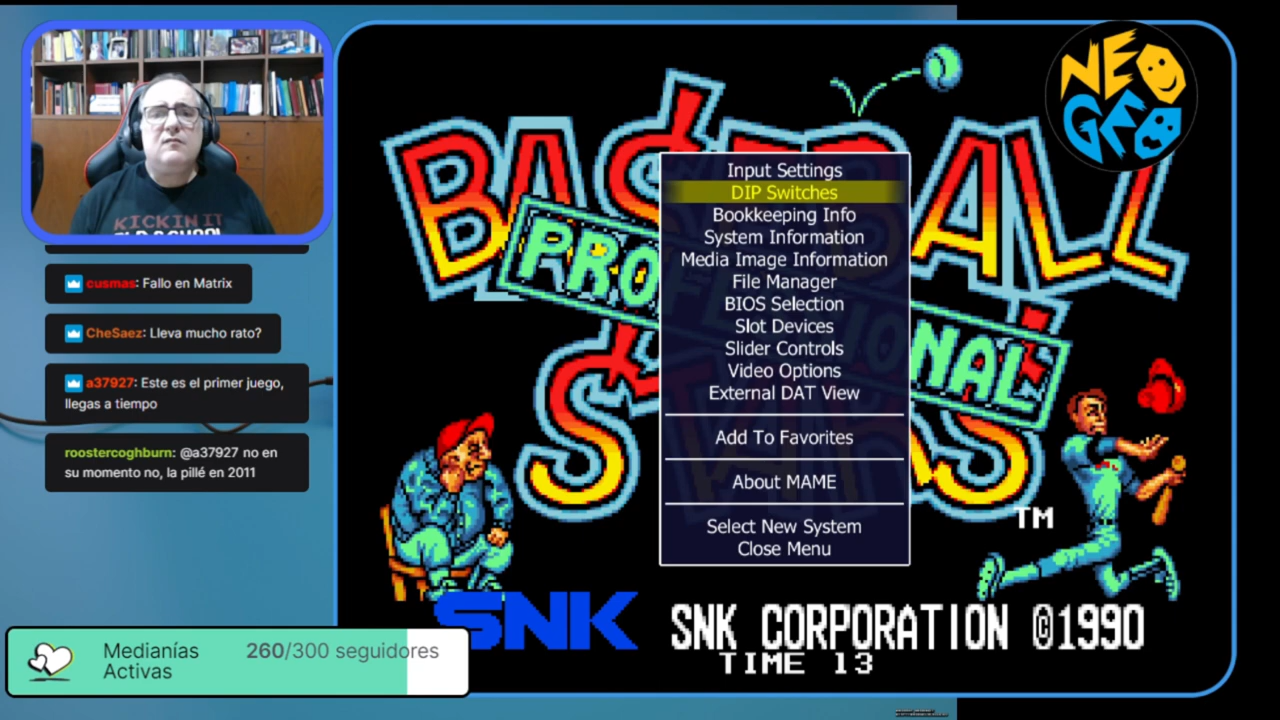 KICKIN IT
OLD SCHOOL
cusmas: Fallo en Matrix
CheSaez: Lleva mucho rato?
a37927: Este es el primer juego,
llegas a tiempo
roostercoghburn: @a37927 no en
su momento no, la pillé en 2011
Medianías
Activas
260/300 seguidores
NEO
GEO
BASEBALL
PROFESSIONAL
STARS
TM
Input Settings
DIP Switches
Bookkeeping Info
System Information
Media Image Information
File Manager
BIOS Selection
Slot Devices
Slider Controls
Video Options
External DAT View
Add To Favorites
About MAME
Select New System
Close Menu
SNK
SNK CORPORATION ©1990
TIME 13